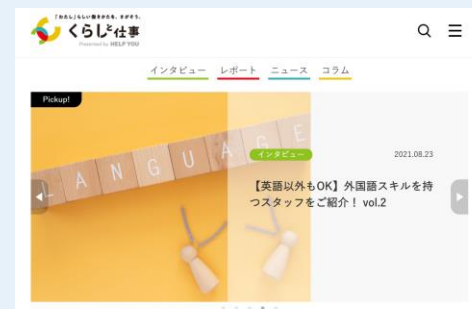 「わたし」らしい働きかたを、さがそう。
くらしと仕事
Presented by HELP YOU
インタビュー レポート ニュース コラム
Pickup!
LANGUAGE
インタビュー 2021.08.23
【英語以外もOK】外国語スキルを持
つスタッフをご紹介！ vol.2